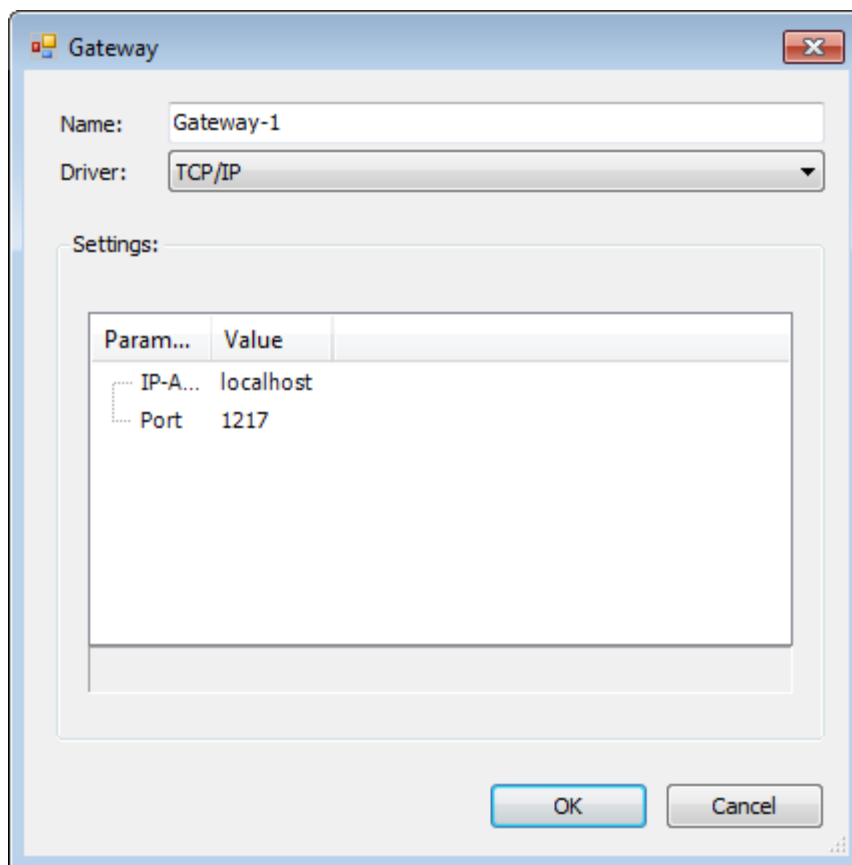 Gateway
Name: Gateway-1
Driver: TCP/IP
Settings:
Param... Value
IP-A... localhost
Port 1217
OK Cancel